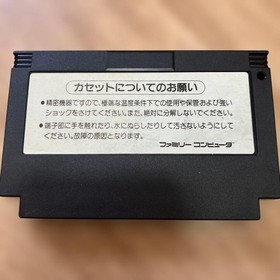 カセットについてのお願い
●精密機器ですので、極端な温度条件下での使用や保管および強い
ショックをさけてください。また、絶対に分解しないでください。
●端子部に手を触れたり、水にぬらしたりして汚さないようにして
ください。故障の原因となります。
ファミリー コンピュータ